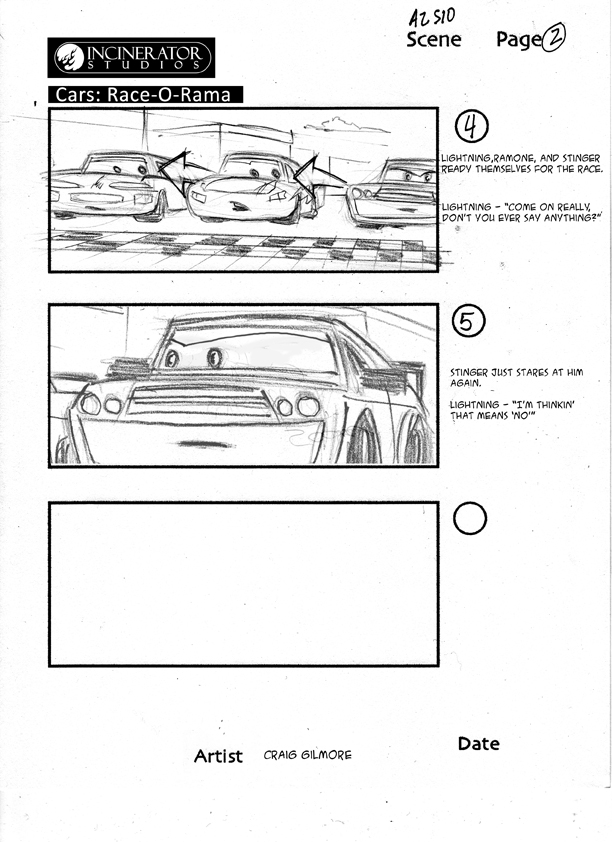 A2 S10
Scene Page 2
INCINERATOR
STUDIOS
Cars: Race-O-Rama
4
LIGHTNING,RAMONE, AND STINGER
READY THEMSELVES FOR THE RACE.
LIGHTNING – "COME ON REALLY,
DON'T YOU EVER SAY ANYTHING?"
5
STINGER JUST STARES AT HIM
AGAIN.
LIGHTNING – "I'M THINKIN'
THAT MEANS 'NO'"
Date
Artist CRAIG GILMORE